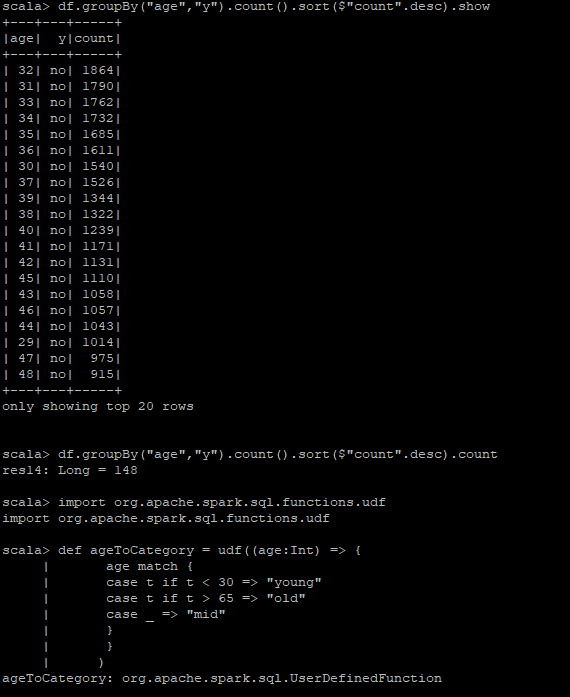 scala> df.groupBy("age","y").count().sort($"count".desc).show
+---+---+-----+
|age|  y|count|
+---+---+-----+
| 32| no| 1864|
| 31| no| 1790|
| 33| no| 1762|
| 34| no| 1732|
| 35| no| 1685|
| 36| no| 1611|
| 30| no| 1540|
| 37| no| 1526|
| 39| no| 1344|
| 38| no| 1322|
| 40| no| 1239|
| 41| no| 1171|
| 42| no| 1131|
| 45| no| 1110|
| 43| no| 1058|
| 46| no| 1057|
| 44| no| 1043|
| 29| no| 1014|
| 47| no|  975|
| 48| no|  915|
+---+---+-----+
only showing top 20 rows
scala> df.groupBy("age","y").count().sort($"count".desc).count
res14: Long = 148
scala> import org.apache.spark.sql.functions.udf
import org.apache.spark.sql.functions.udf
scala> def ageToCategory = udf((age:Int) => {
     |       age match {
     |       case t if t < 30 => "young"
     |       case t if t > 65 => "old"
     |       case _ => "mid"
     |       }
     |       }
     |      )
ageToCategory: org.apache.spark.sql.UserDefinedFunction